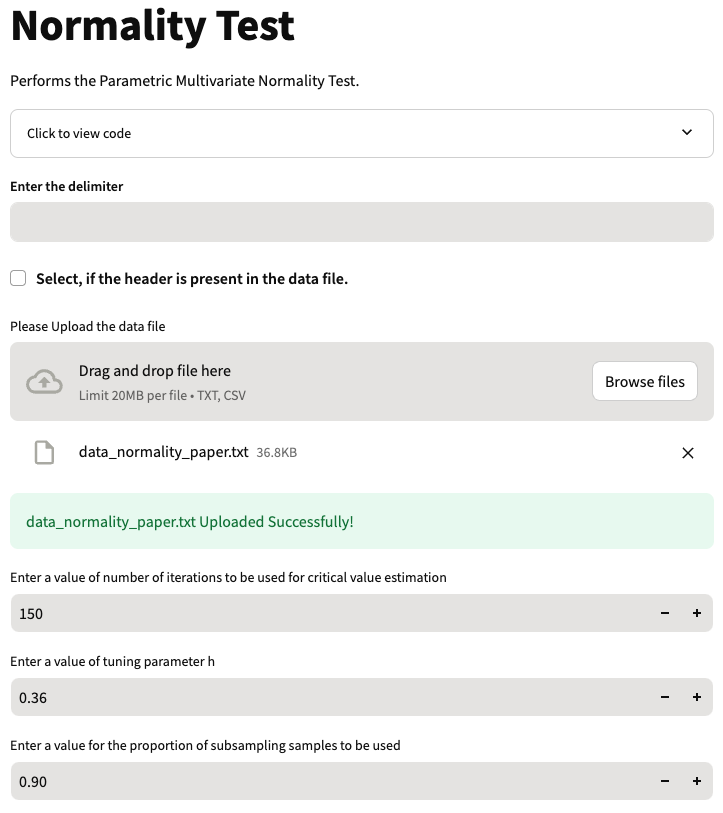 Normality Test
Performs the Parametric Multivariate Normality Test.
Click to view code
Enter the delimiter
Select, if the header is present in the data file.
Please Upload the data file
Drag and drop file here
Limit 20MB per file • TXT, CSV
Browse files
data_normality_paper.txt 36.8KB
data_normality_paper.txt Uploaded Successfully!
Enter a value of number of iterations to be used for critical value estimation
150
Enter a value of tuning parameter h
0.36
Enter a value for the proportion of subsampling samples to be used
0.90